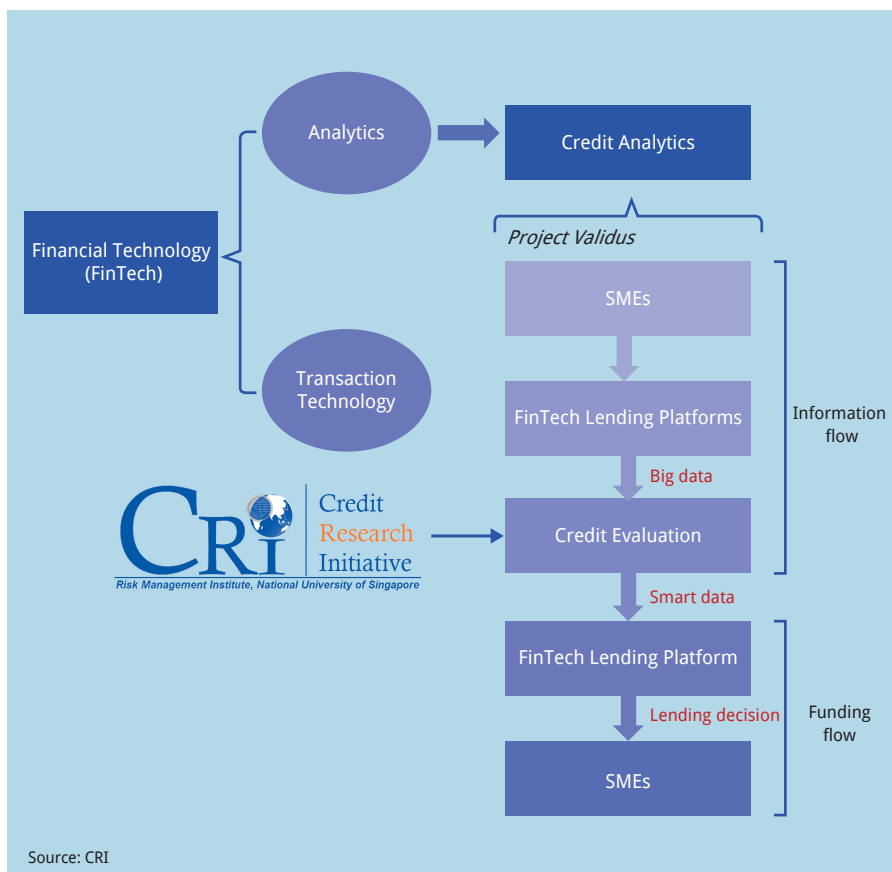 Analytics
Credit Analytics
Financial Technology
(FinTech)
Project Validus
SMEs
Transaction
Technology
FinTech Lending Platforms
Information
flow
Big data
CRI
Credit
Research
Initiative
Risk Management Institute, National University of Singapore
Credit Evaluation
Smart data
FinTech Lending Platform
Lending decision
Funding
flow
SMEs
Source: CRI